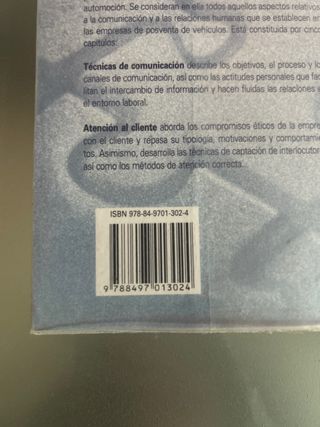 automoción. Se consideran en ella todos aquellos aspectos relativos
a la comunicación y a las relaciones humanas que se establecen en
las empresas de posventa de vehículos. Está constituida por cinco
capítulos:
Técnicas de comunicación describe los objetivos, el proceso y lo
canales de comunicación, así como las actitudes personales que fac
litan el intercambio de información y hacen fluidas las relaciones e
el entorno laboral.
Atención al cliente aborda los compromisos éticos de la empre
con el cliente y repasa su tipología, motivaciones y comportamie
tos. Asimismo, desarrolla las técnicas de captación de interlocutor
así como los métodos de atención correcta...
ISBN 978-84-9701-302-4
9 788497 013024